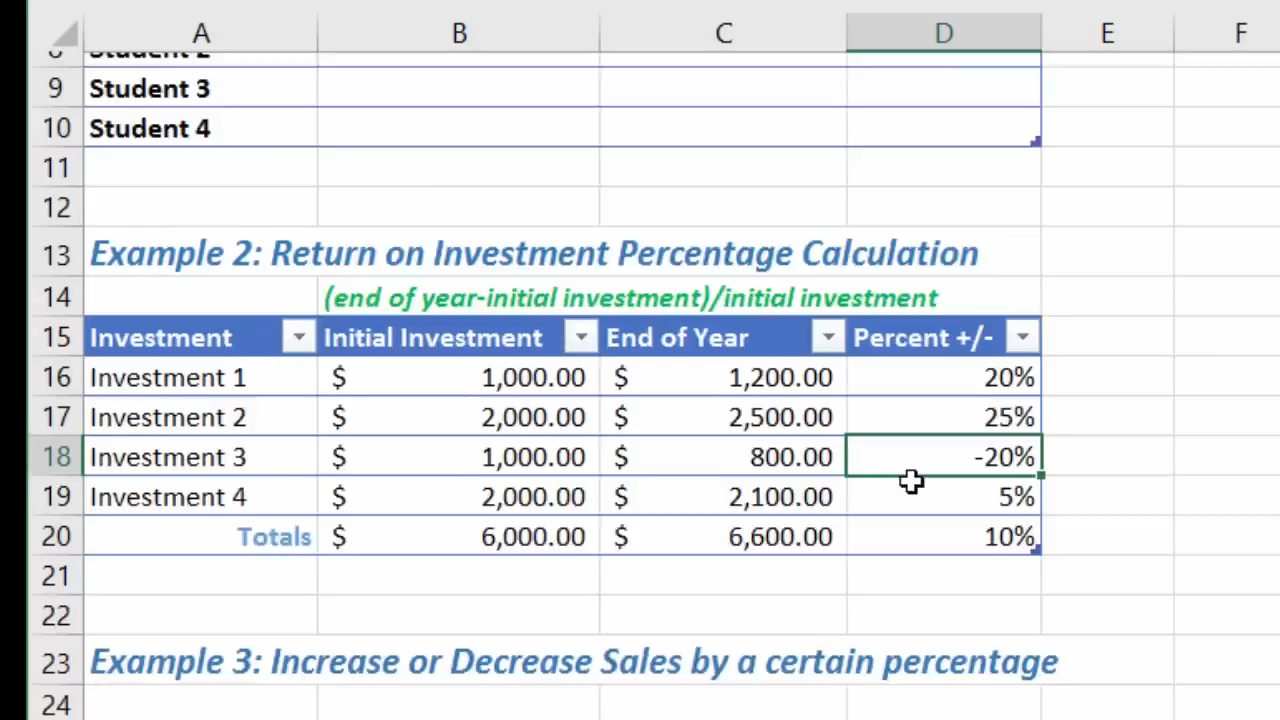 A B C D E F
8 Student 2
9 Student 3
10 Student 4
11
12
13 Example 2: Return on Investment Percentage Calculation
14 (end of year-initial investment)/initial investment
15 Investment Initial Investment End of Year Percent +/-
16 Investment 1 $ 1,000.00 $ 1,200.00 20%
17 Investment 2 $ 2,000.00 $ 2,500.00 25%
18 Investment 3 $ 1,000.00 $ 800.00 -20%
19 Investment 4 $ 2,000.00 $ 2,100.00 5%
20 Totals $ 6,000.00 $ 6,600.00 10%
21
22
23 Example 3: Increase or Decrease Sales by a certain percentage
24